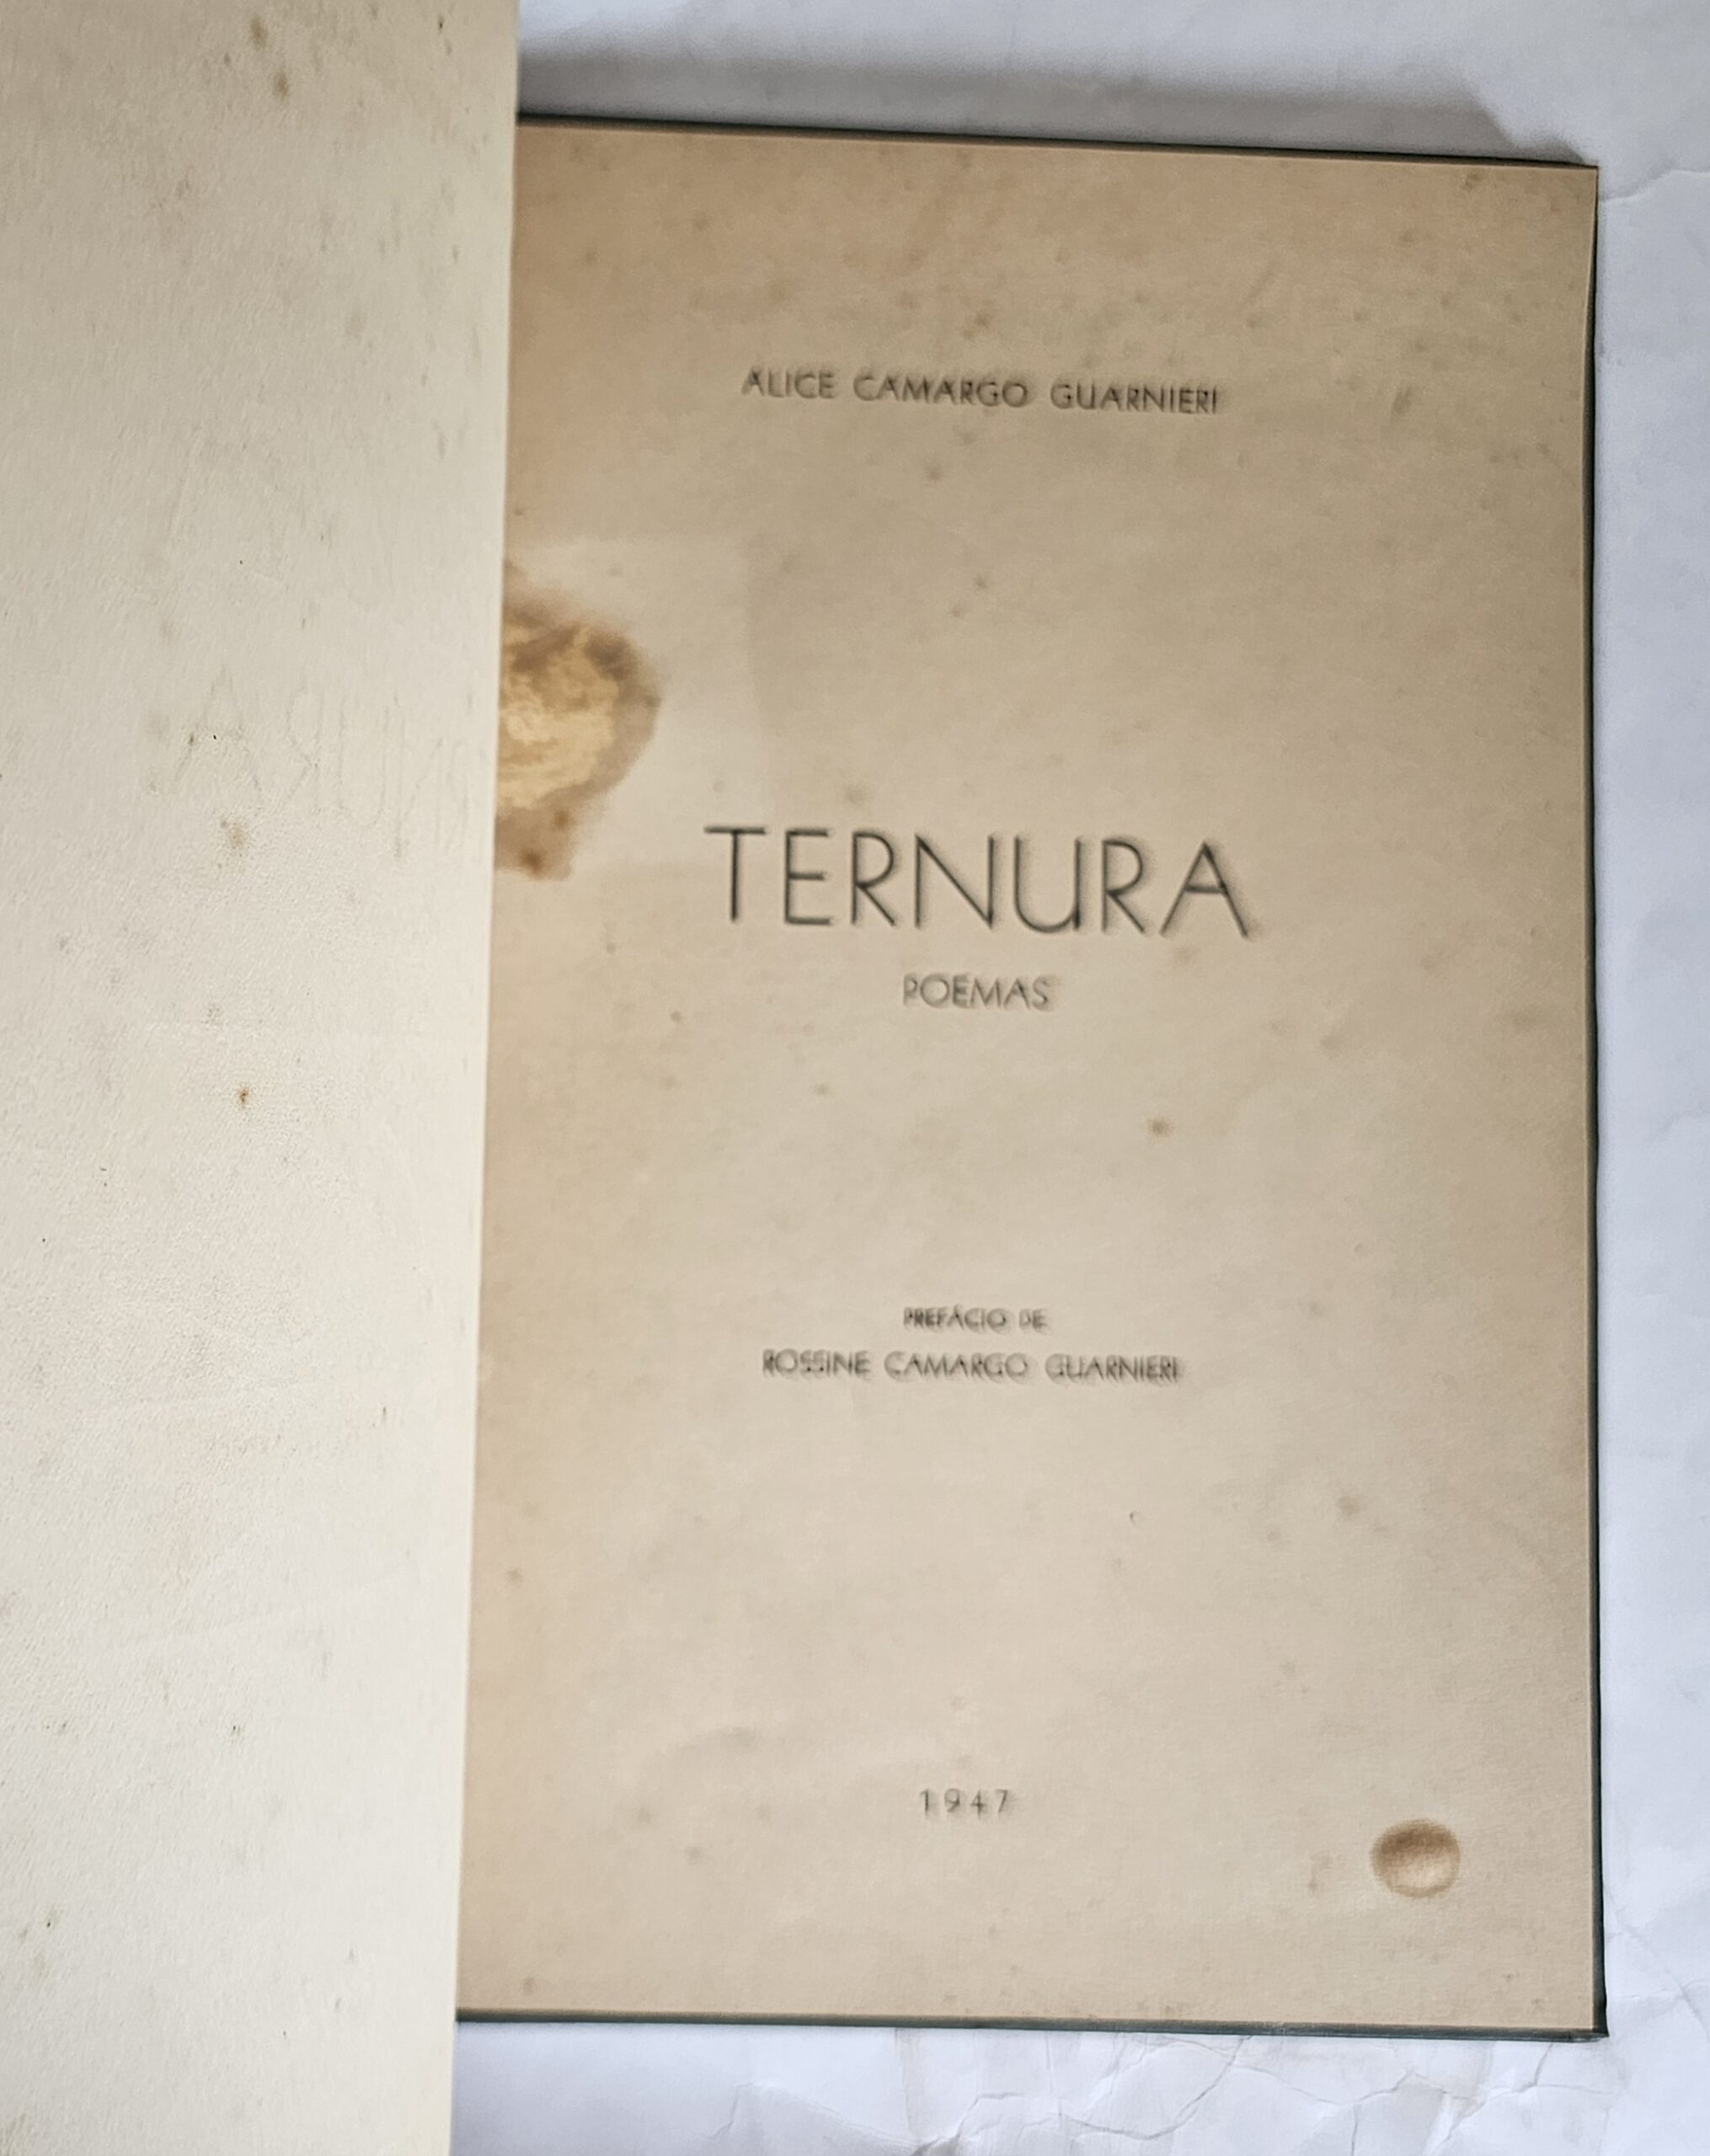 ALICE CAMARGO GUARNIERI
TERNURA
POEMAS
PREFÁCIO DE
ROSSINE CAMARGO GUARNIERI
1947